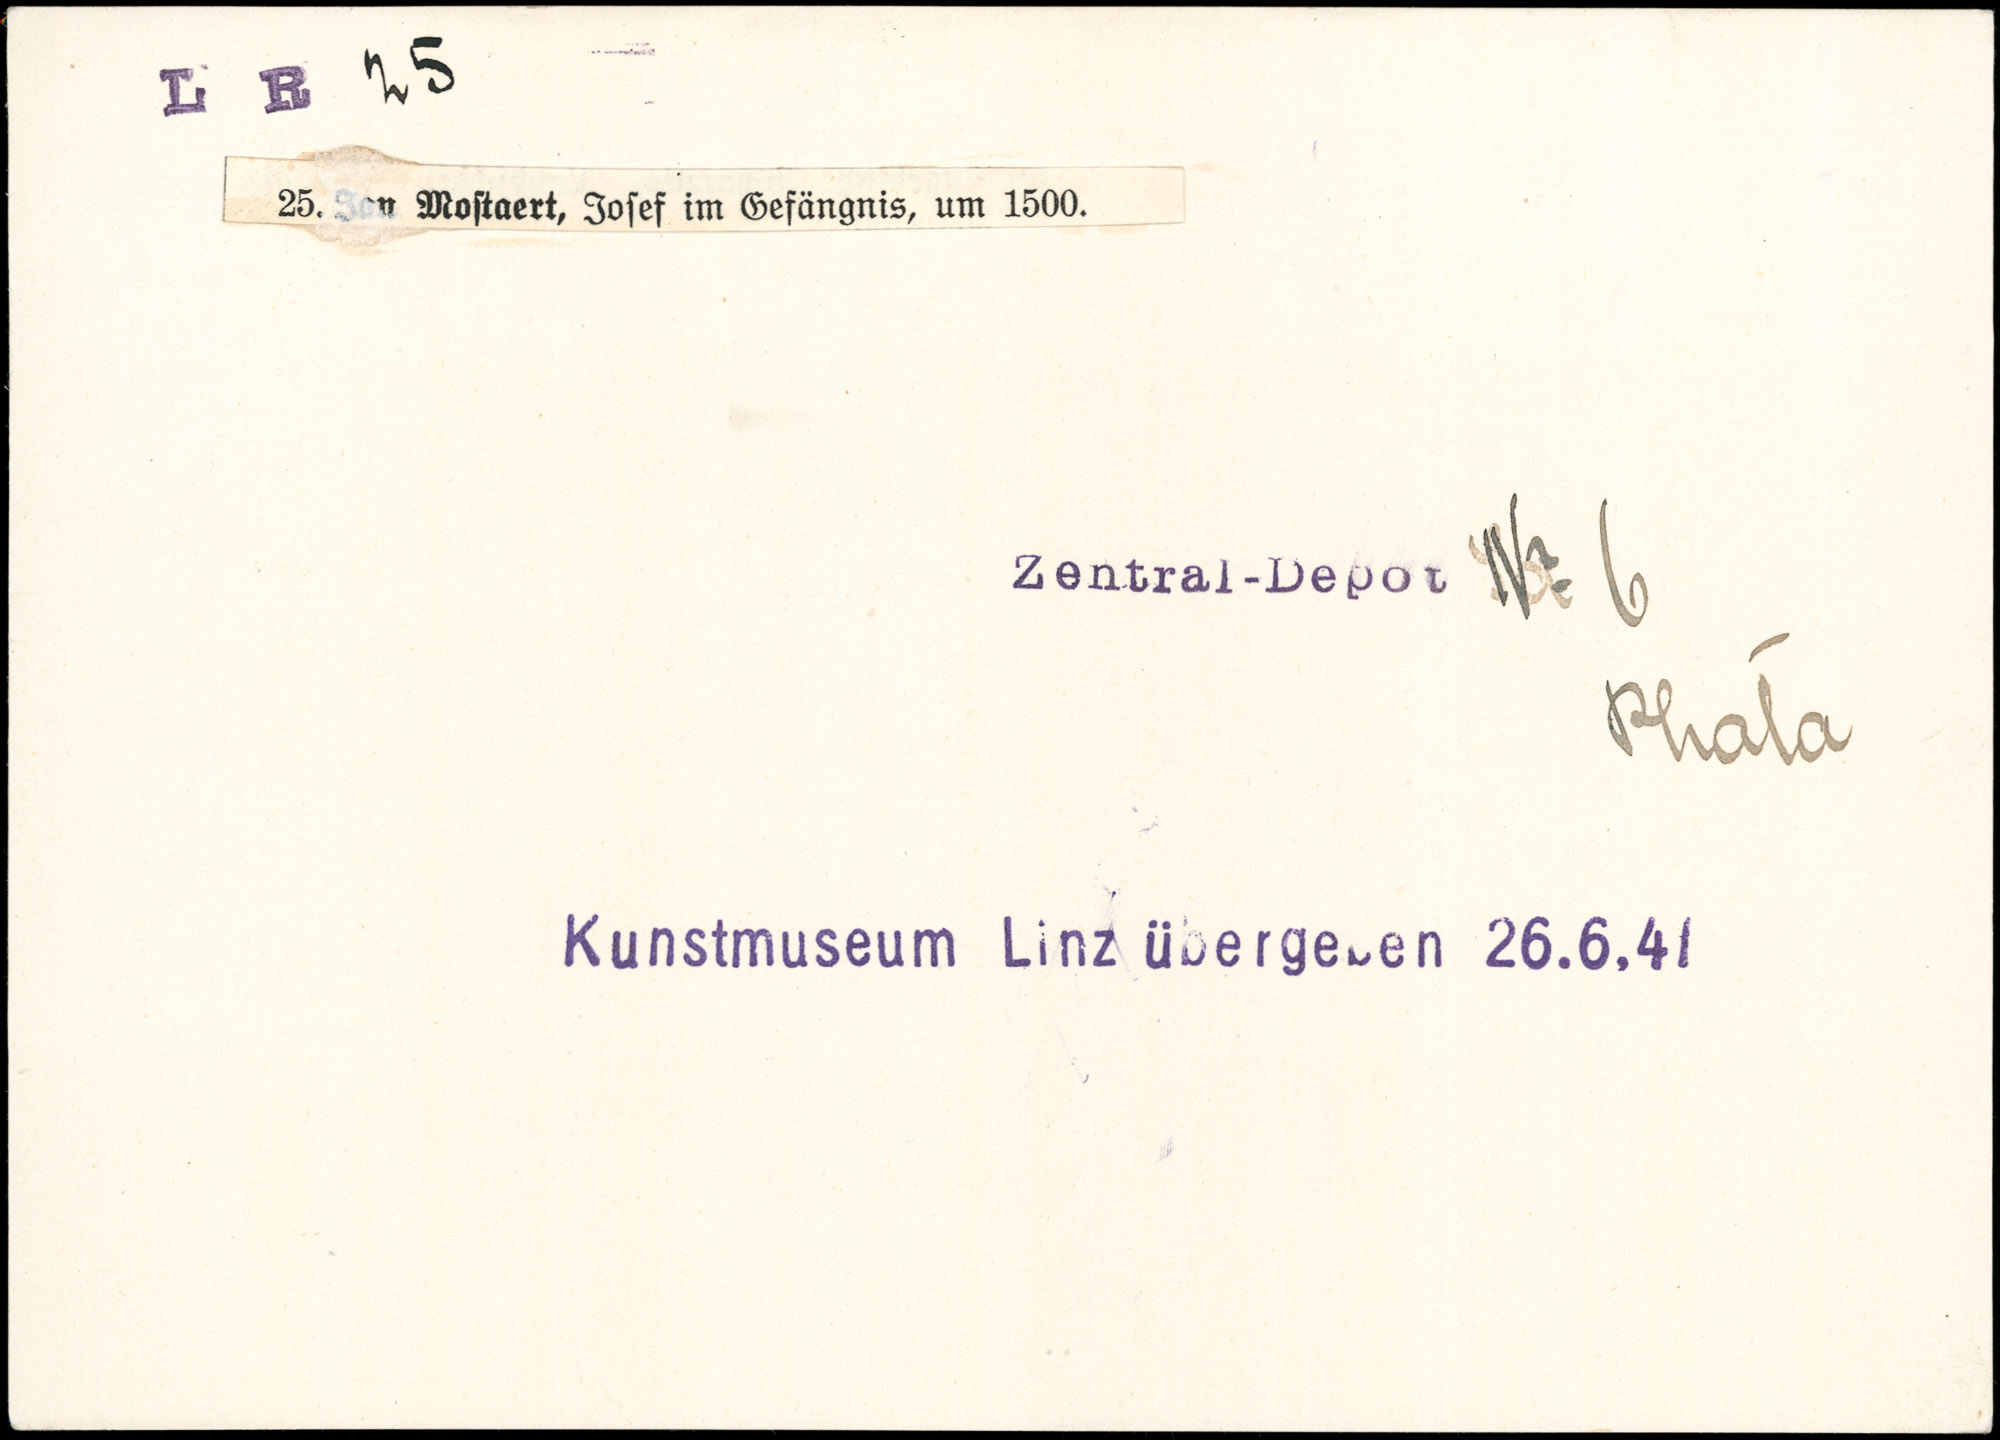 L R 25
25. Jan Mostaert, Josef im Gefängnis, um 1500.
Zentral-Depot Nr. 6
Kunstmuseum Linz übergeben 26.6.41